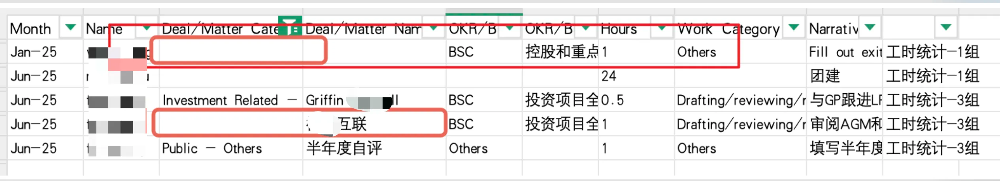 Month Name Deal/Matter Cate Deal/Matter Nam OKR/B OKR/B Hours Work Category Narrativ
Jan-25 BSC 控股和重点 1 Others Fill out exit 工时统计-1组
Jun-25 24 团建 工时统计-1组
Jun-25 Investment Related - Griffin ll BSC 投资项目全 0.5 Drafting/reviewing/r 与GP跟进LF 工时统计-3组
Jun-25 互联 BSC 投资项目全 1 Drafting/reviewing/r 审阅AGM和 工时统计-3组
Jun-25 Public - Others 半年度自评 Others 1 Others 填写半年度 工时统计-3组